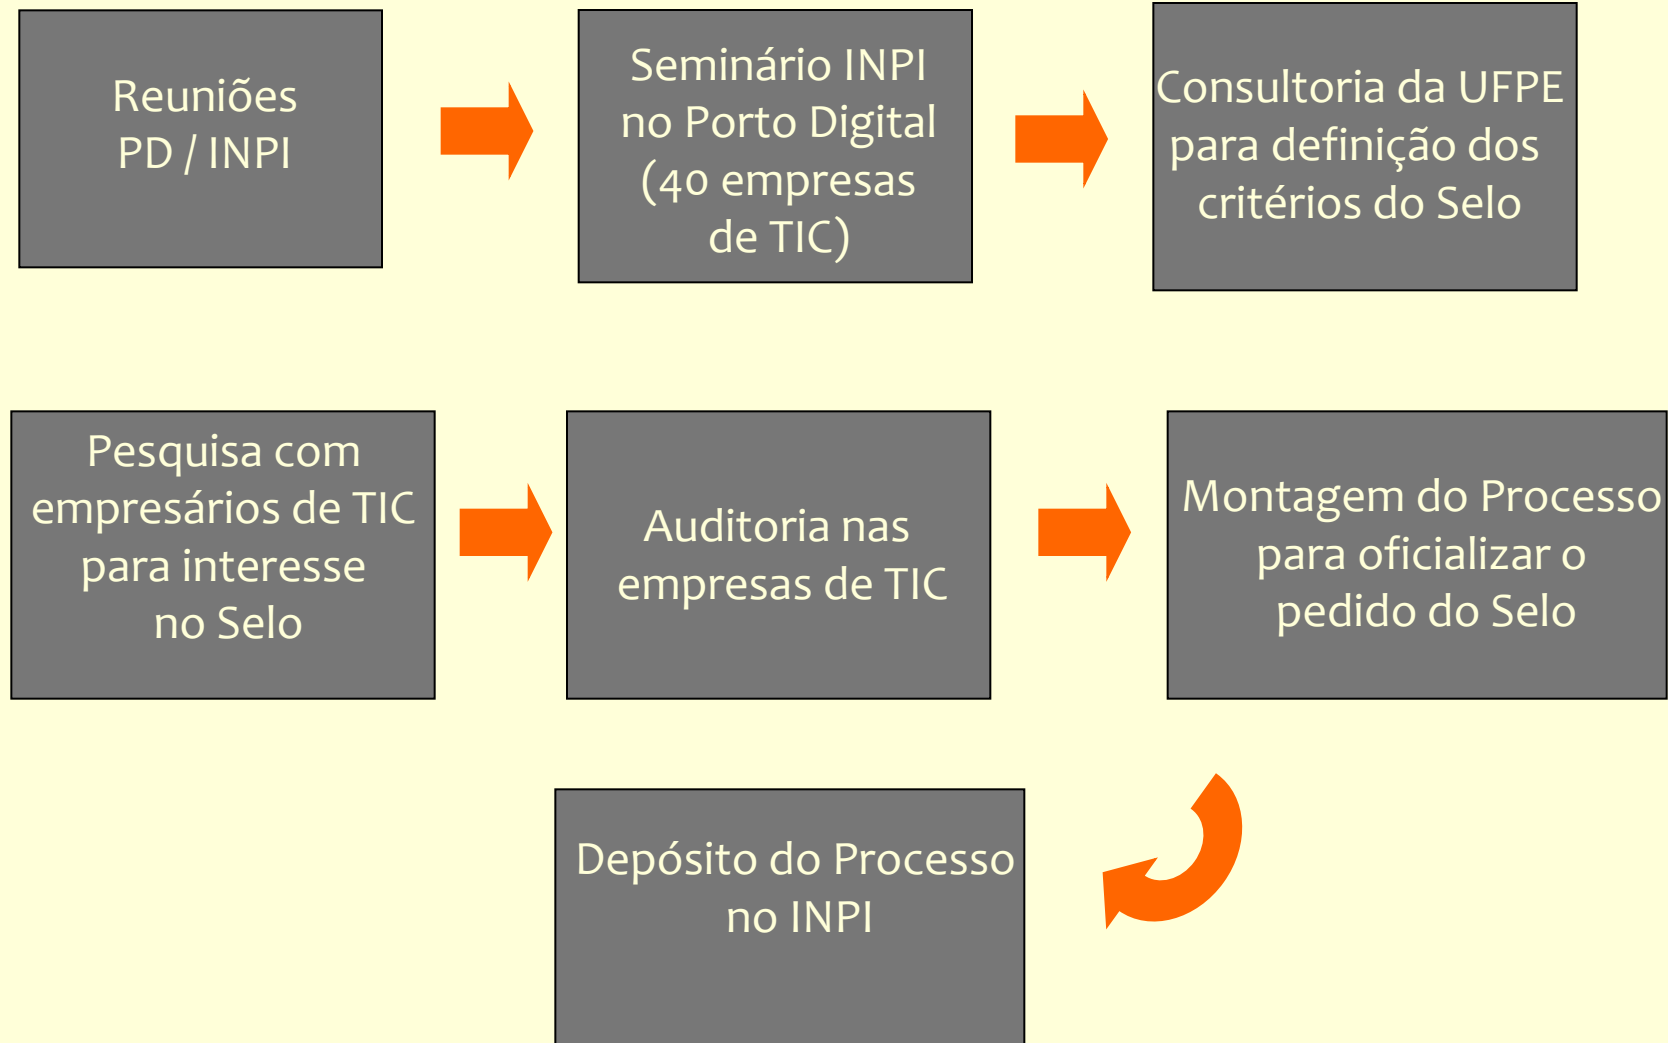 Reuniões
PD / INPI
Seminário INPI
no Porto Digital
(40 empresas
de TIC)
Consultoria da UFPE
para definição dos
critérios do Selo
Pesquisa com
empresários de TIC
para interesse
no Selo
Auditoria nas
empresas de TIC
Montagem do Processo
para oficializar o
pedido do Selo
Depósito do Processo
no INPI